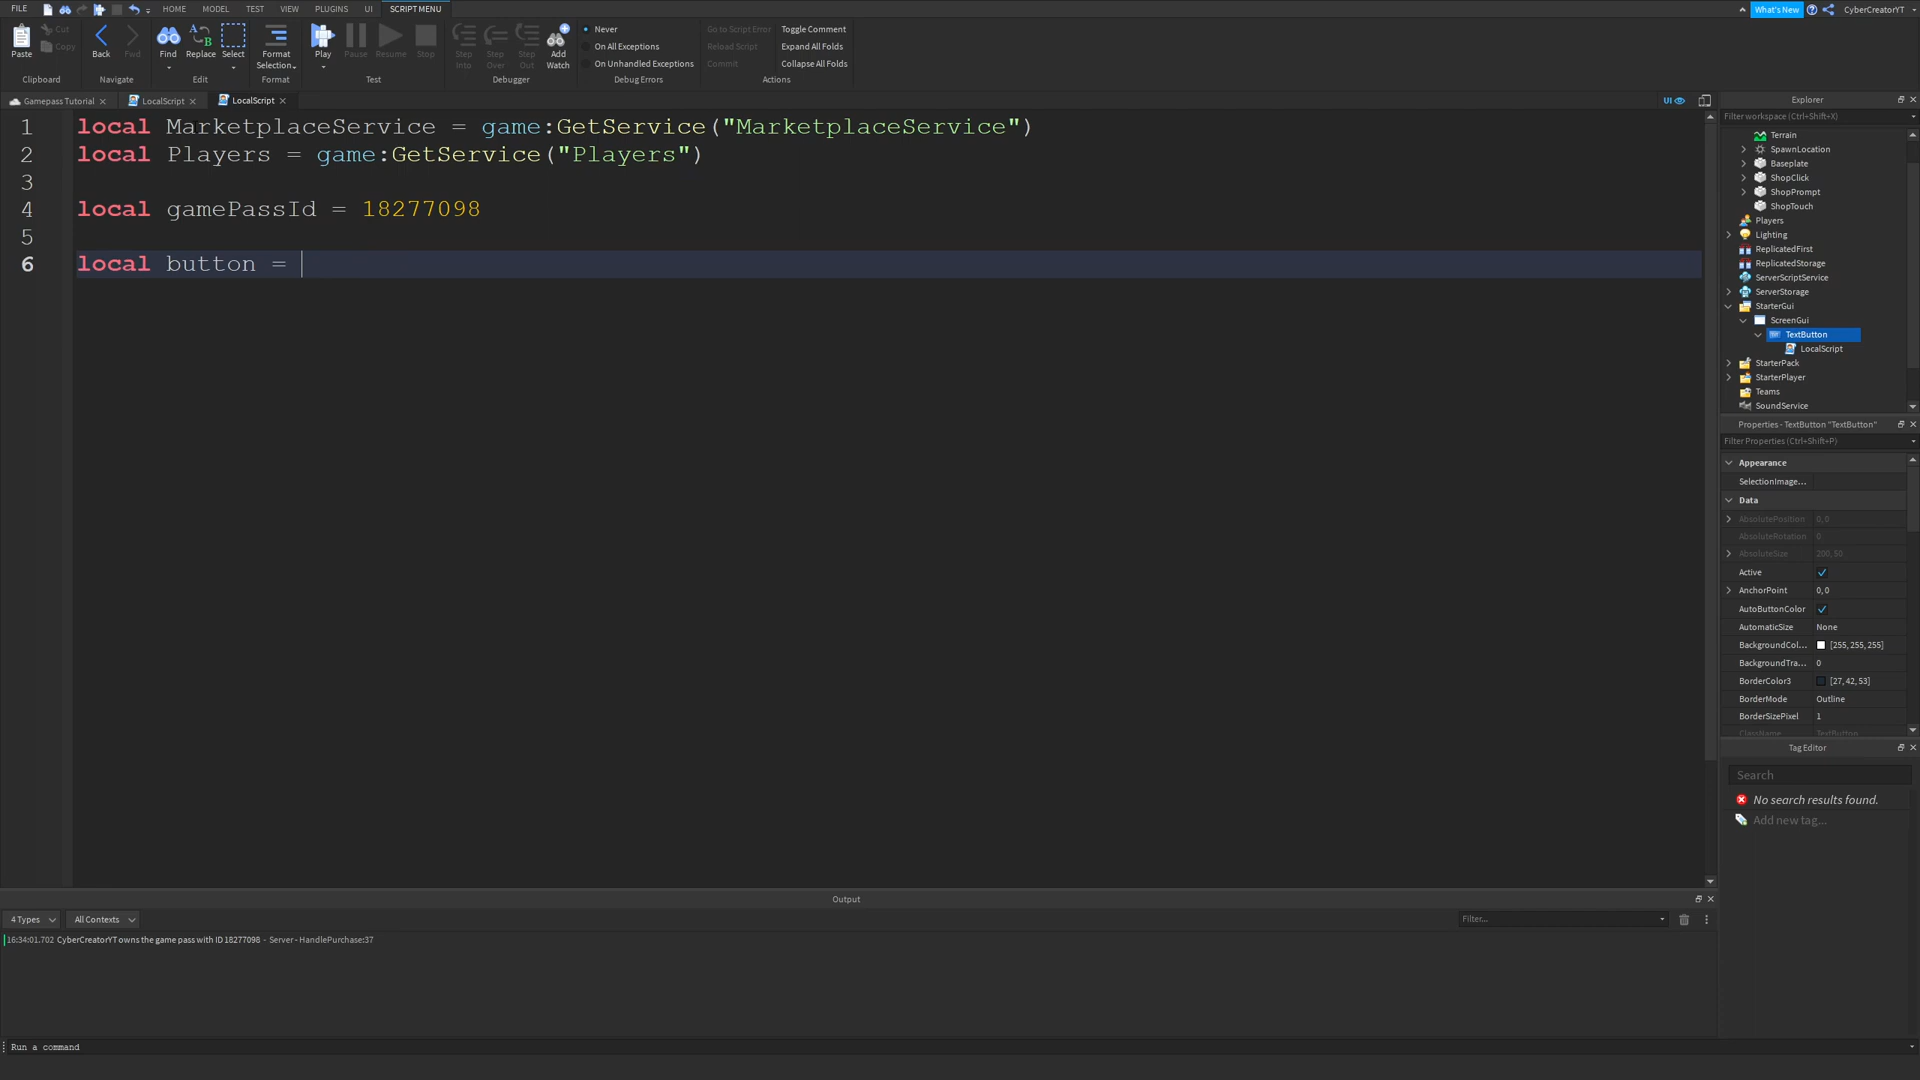 FILE HOME MODEL TEST VIEW PLUGINS UI SCRIPT MENU What's New CyberCreatorYT
Paste Cut Copy Clipboard
Back Fwd Navigate
Find Replace Select Edit
Format Selection... Format
Play Pause Resume Stop Test
Step Into Step Over Step Out Add Watch Debugger
Never
On All Exceptions
On Unhandled Exceptions
Debug Errors
Go to Script Error Toggle Comment
Reload Script Expand All Folds
Commit Collapse All Folds
Actions
Gamepass Tutorial LocalScript LocalScript UI
1 local MarketplaceService = game:GetService("MarketplaceService")
2 local Players = game:GetService("Players")
3
4 local gamePassId = 18277098
5
6 local button =
Explorer
Filter workspace (Ctrl+Shift+X)
Terrain
SpawnLocation
Baseplate
ShopClick
ShopPrompt
ShopTouch
Players
Lighting
ReplicatedFirst
ReplicatedStorage
ServerScriptService
ServerStorage
StarterGui
ScreenGui
TextButton
LocalScript
StarterPack
StarterPlayer
Teams
SoundService
Properties - TextButton "TextButton"
Filter Properties (Ctrl+Shift+P)
Appearance
SelectionImage...
Data
AbsolutePosition 0, 0
AbsoluteRotation 0
AbsoluteSize 200, 50
Active
AnchorPoint 0, 0
AutoButtonColor
AutomaticSize None
BackgroundCol... [255, 255, 255]
BackgroundTra... 0
BorderColor3 [27, 42, 53]
BorderMode Outline
BorderSizePixel 1
ClassName TextButton
Tag Editor
Search
No search results found.
Add new tag...
Output
4 Types All Contexts Filter...
16:34:01.702 CyberCreatorYT owns the game pass with ID 18277098 - Server - HandlePurchase:37
Run a command